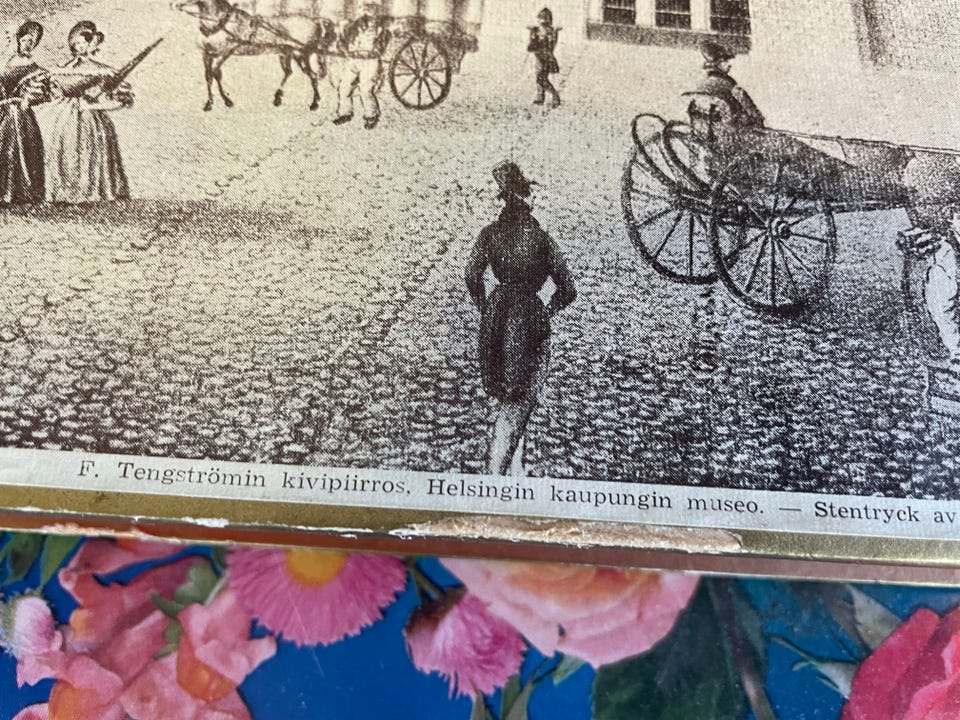 F. Tengströmin kivipiirros, Helsingin kaupungin museo. — Stentryck av